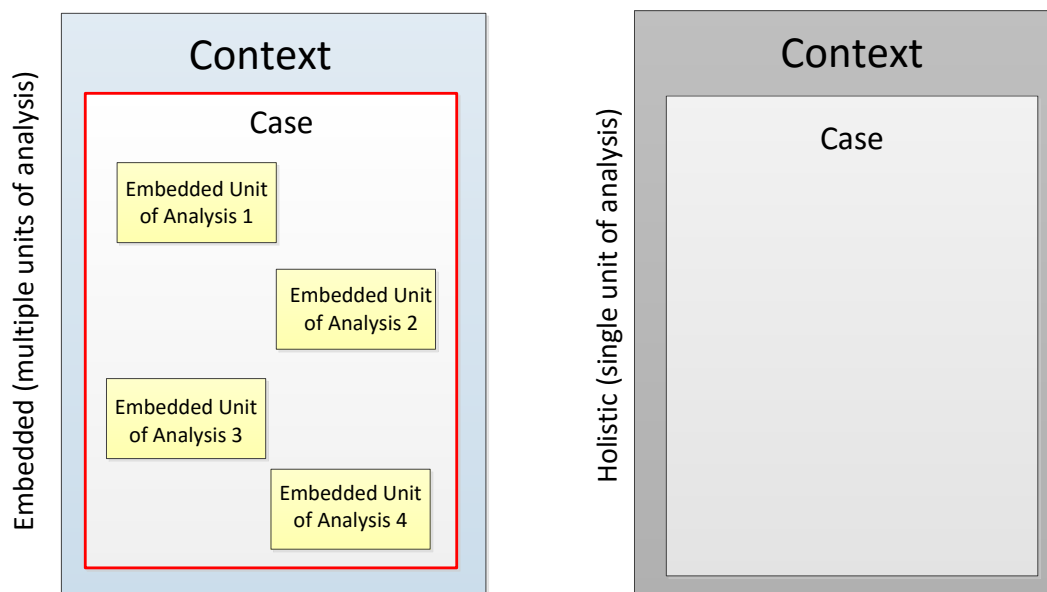 Embedded (multiple units of analysis)
Context
Case
Embedded Unit
of Analysis 1
Embedded Unit
of Analysis 2
Embedded Unit
of Analysis 3
Embedded Unit
of Analysis 4
Holistic (single unit of analysis)
Context
Case